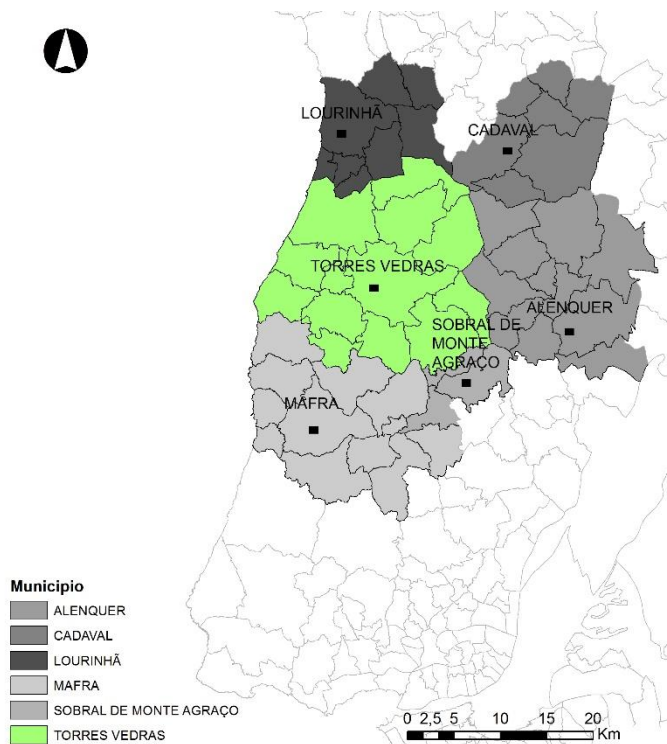 LOURINHÃ
CADAVAL
TORRES VEDRAS
ALENQUER
SOBRAL DE
MONTE
AGRAÇO
MAFRA
Municipio
ALENQUER
CADAVAL
LOURINHÃ
MAFRA
SOBRAL DE MONTE AGRAÇO
TORRES VEDRAS
0 2,5 5 10 15 20
Km